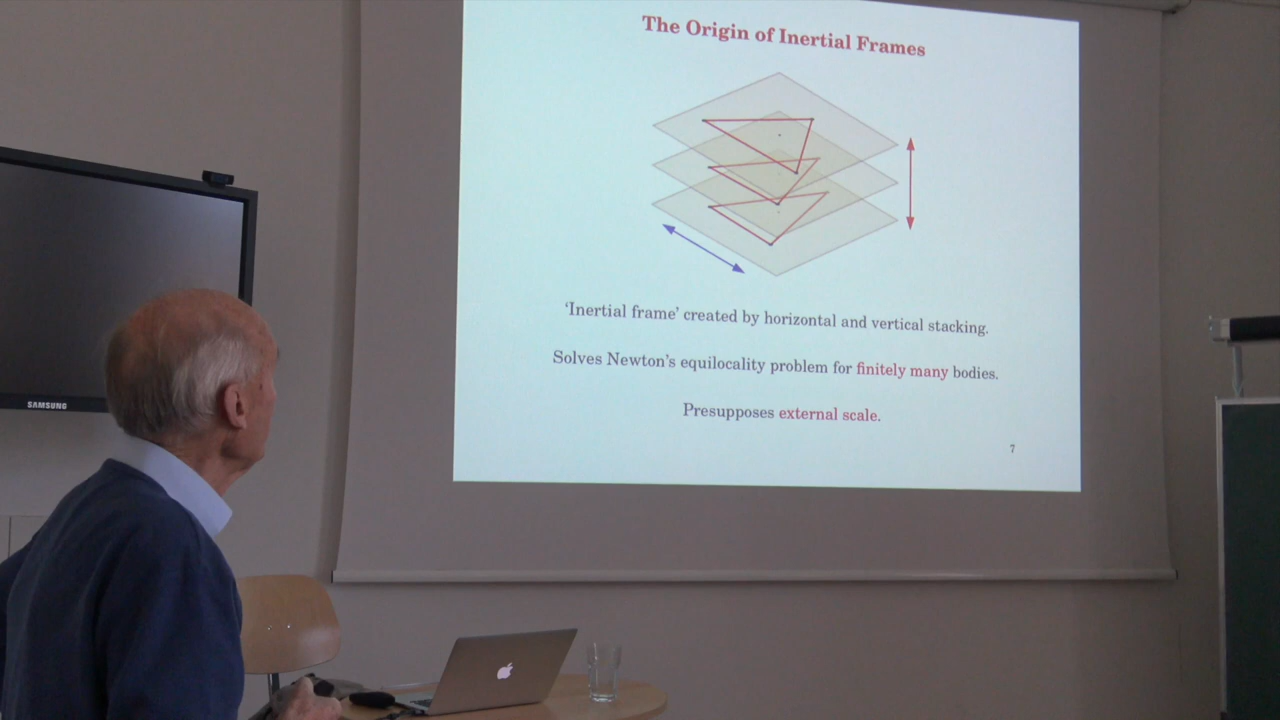 The Origin of Inertial Frames
‘Inertial frame’ created by horizontal and vertical stacking.
Solves Newton’s equilocality problem for finitely many bodies.
Presupposes external scale.
7
SAMSUNG